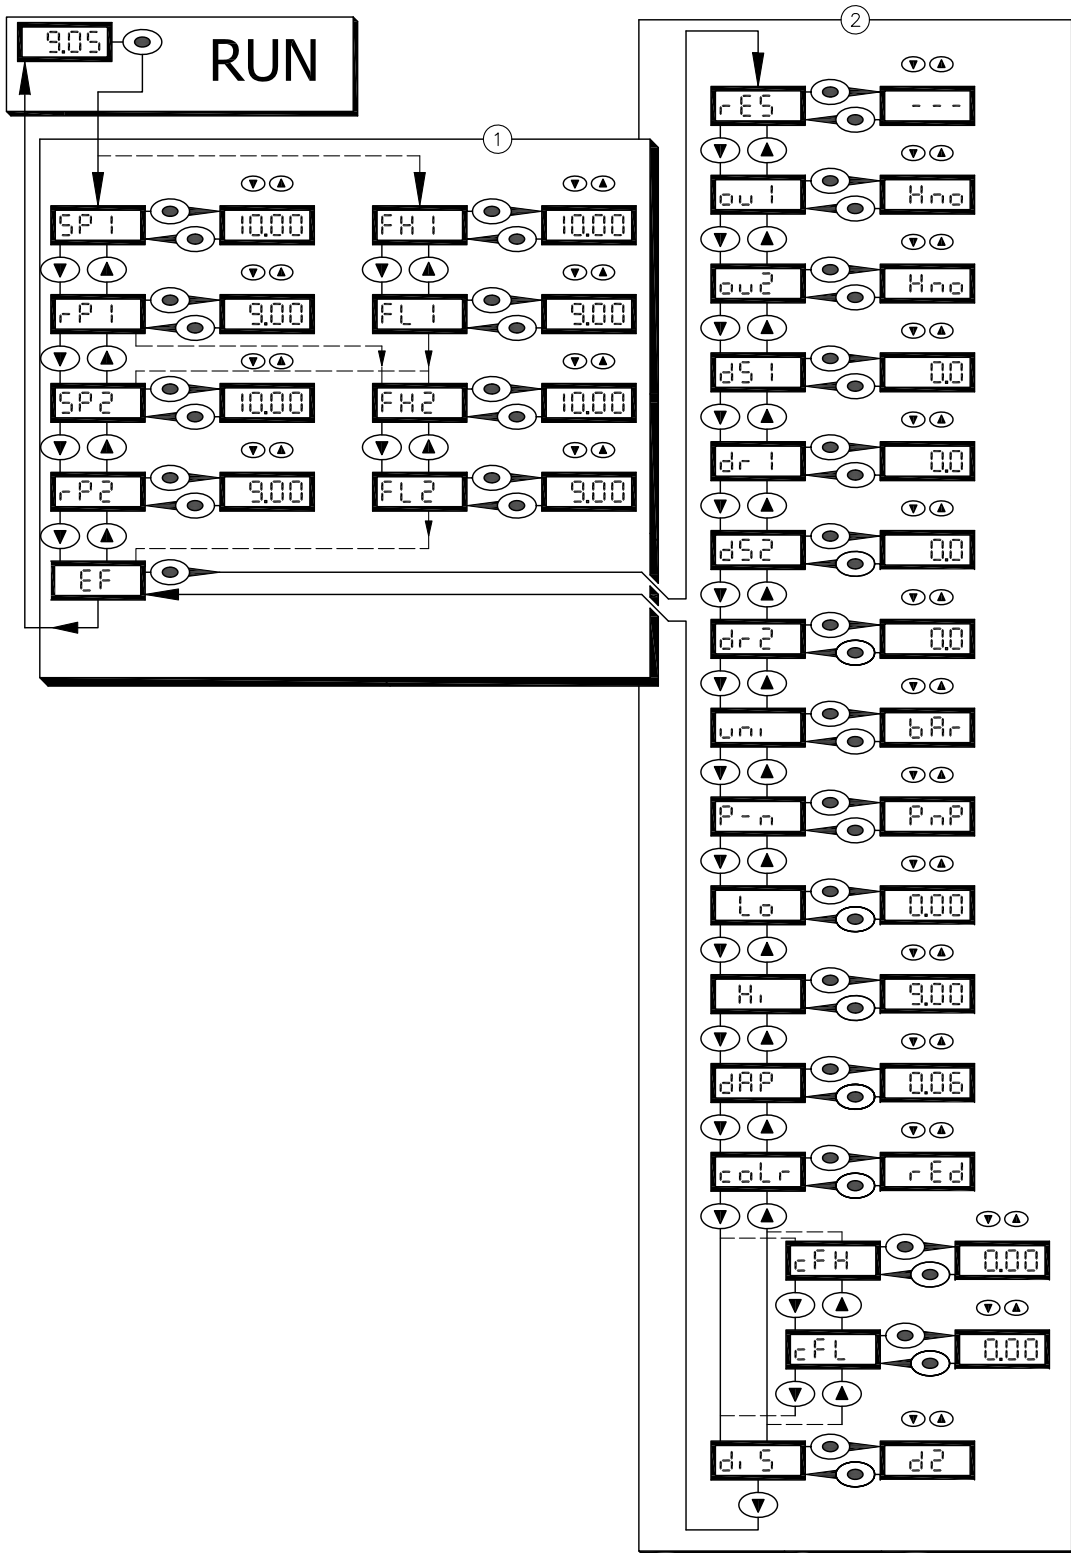 9.05 RUN
1
SP1 10.00 FH1 10.00
rP1 9.00 FL1 9.00
SP2 10.00 FH2 10.00
rP2 9.00 FL2 9.00
EF
2
rES ---
ou1 Hno
ou2 Hno
dS1 0.0
dr1 0.0
dS2 0.0
dr2 0.0
uni bAr
P-n PnP
Lo 0.00
Hi 9.00
dAP 0.06
coLr rEd
cFH 0.00
cFL 0.00
diS d2